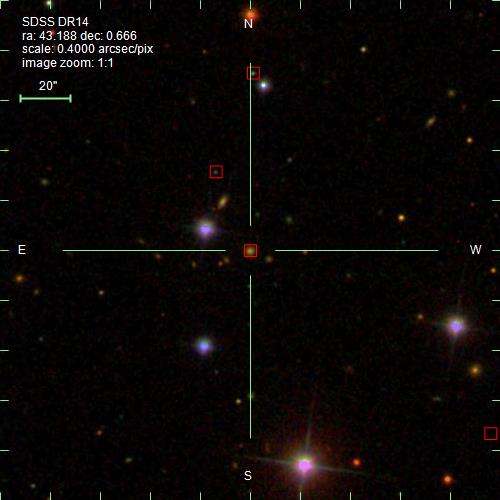 SDSS DR14
ra: 43.188 dec: 0.666
scale: 0.4000 arcsec/pix
image zoom: 1:1
20"
N
E
W
S